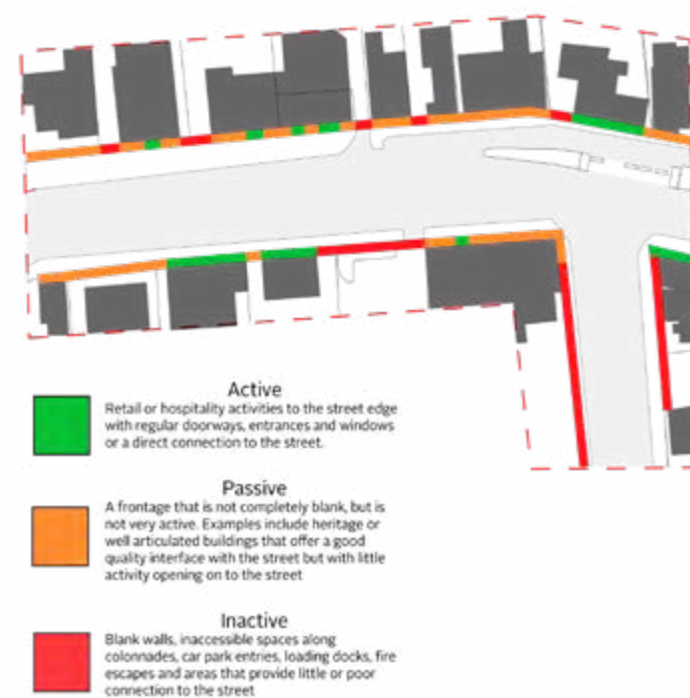 Active
Retail or hospitality activities to the street edge
with regular doorways, entrances and windows
or a direct connection to the street.
Passive
A frontage that is not completely blank, but is
not very active. Examples include heritage or
well articulated buildings that offer a good
quality interface with the street but with little
activity opening on to the street
Inactive
Blank walls, inaccessible spaces along
colonnades, car park entries, loading docks, fire
escapes and areas that provide little or poor
connection to the street